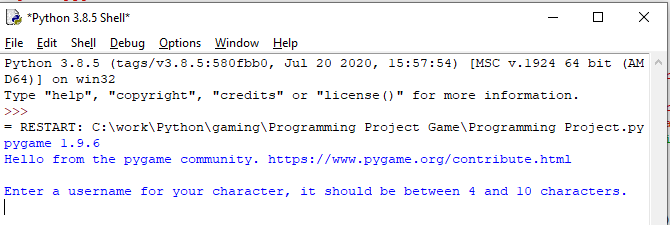 *Python 3.8.5 Shell*
File Edit Shell Debug Options Window Help
Python 3.8.5 (tags/v3.8.5:580fbb0, Jul 20 2020, 15:57:54) [MSC v.1924 64 bit (AM
D64)] on win32
Type "help", "copyright", "credits" or "license()" for more information.
>>>
= RESTART: C:\work\Python\gaming\Programming Project Game\Programming Project.py
pygame 1.9.6
Hello from the pygame community. https://www.pygame.org/contribute.html
Enter a username for your character, it should be between 4 and 10 characters.